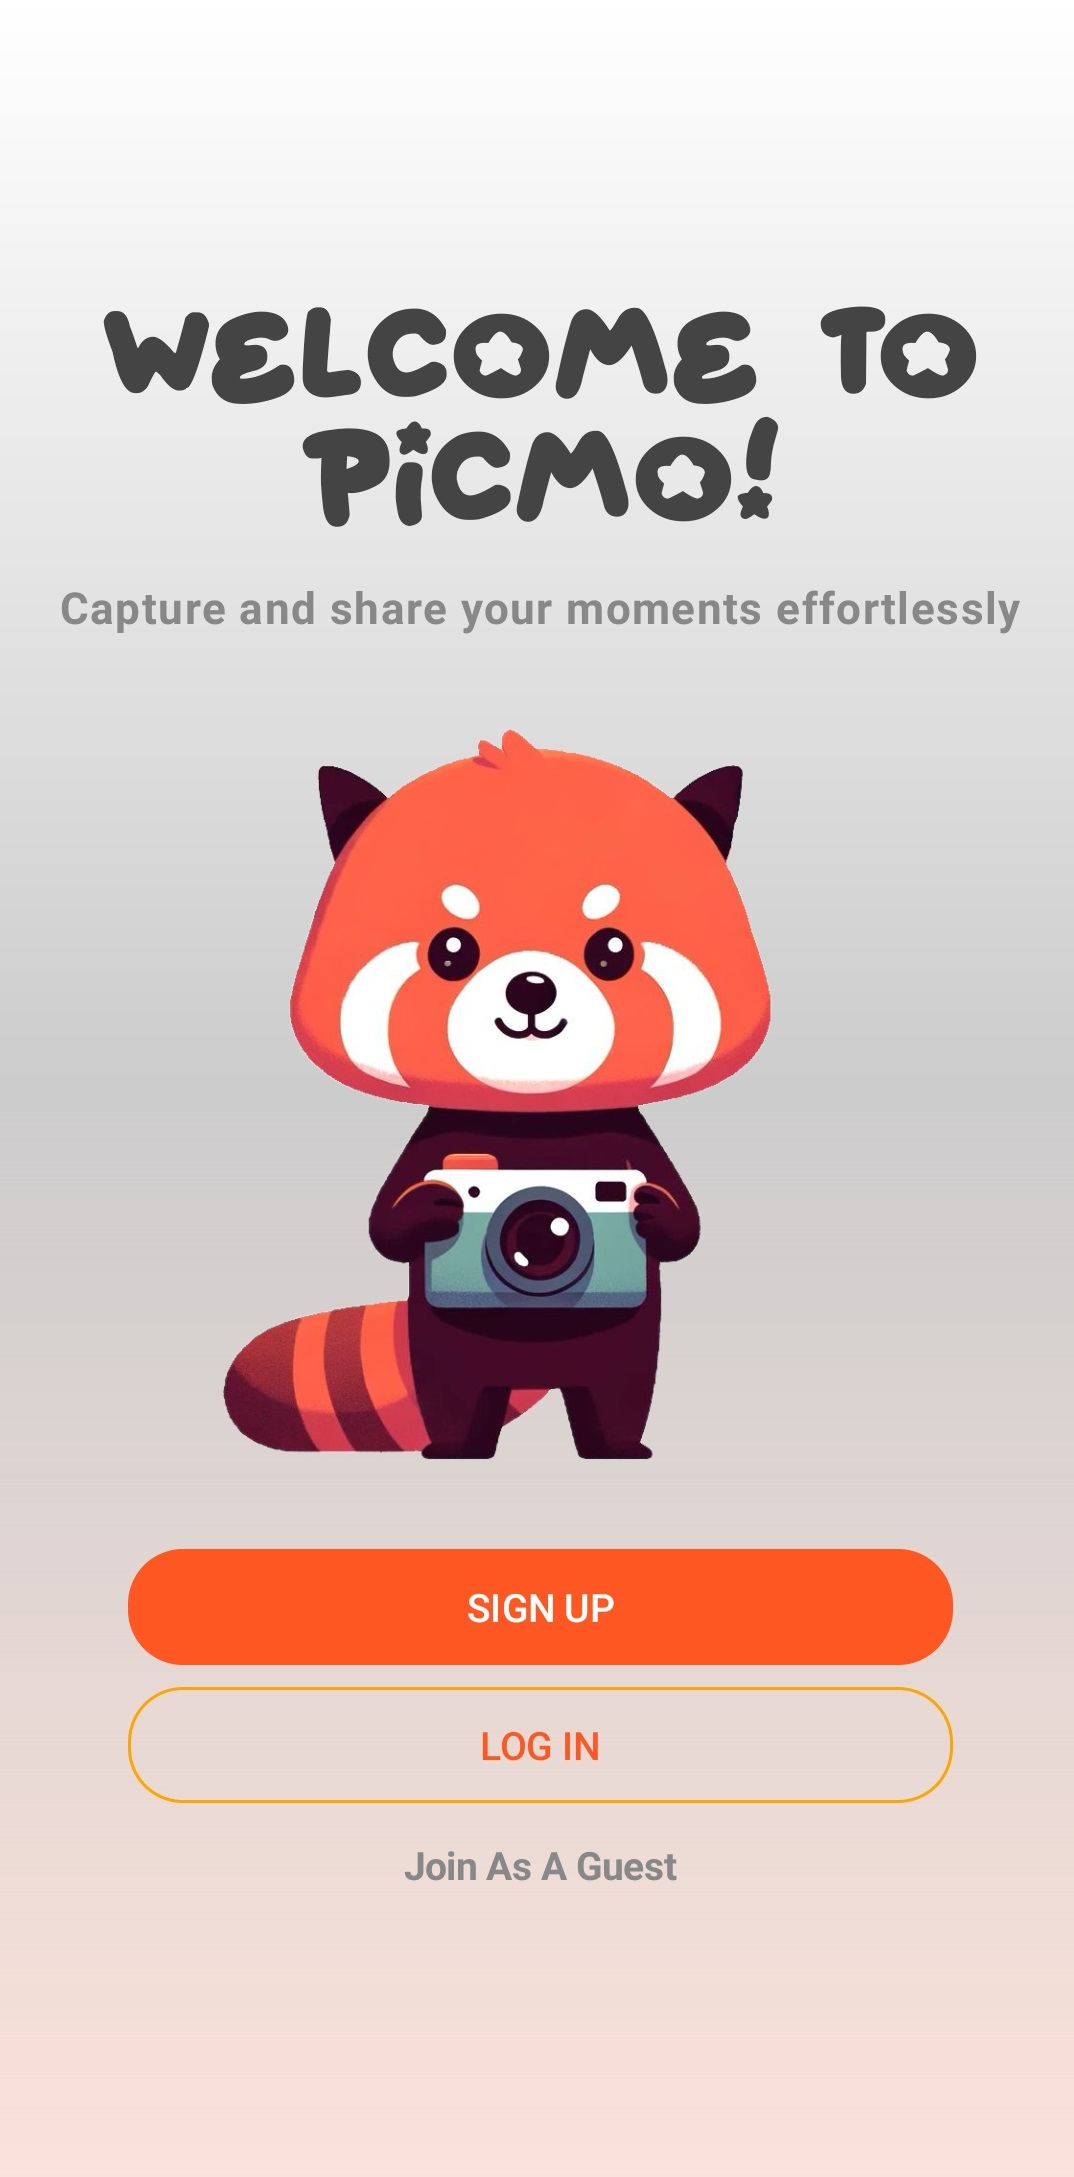 WELCOME TO
PiCMO!
Capture and share your moments effortlessly
SIGN UP
LOG IN
Join As A Guest